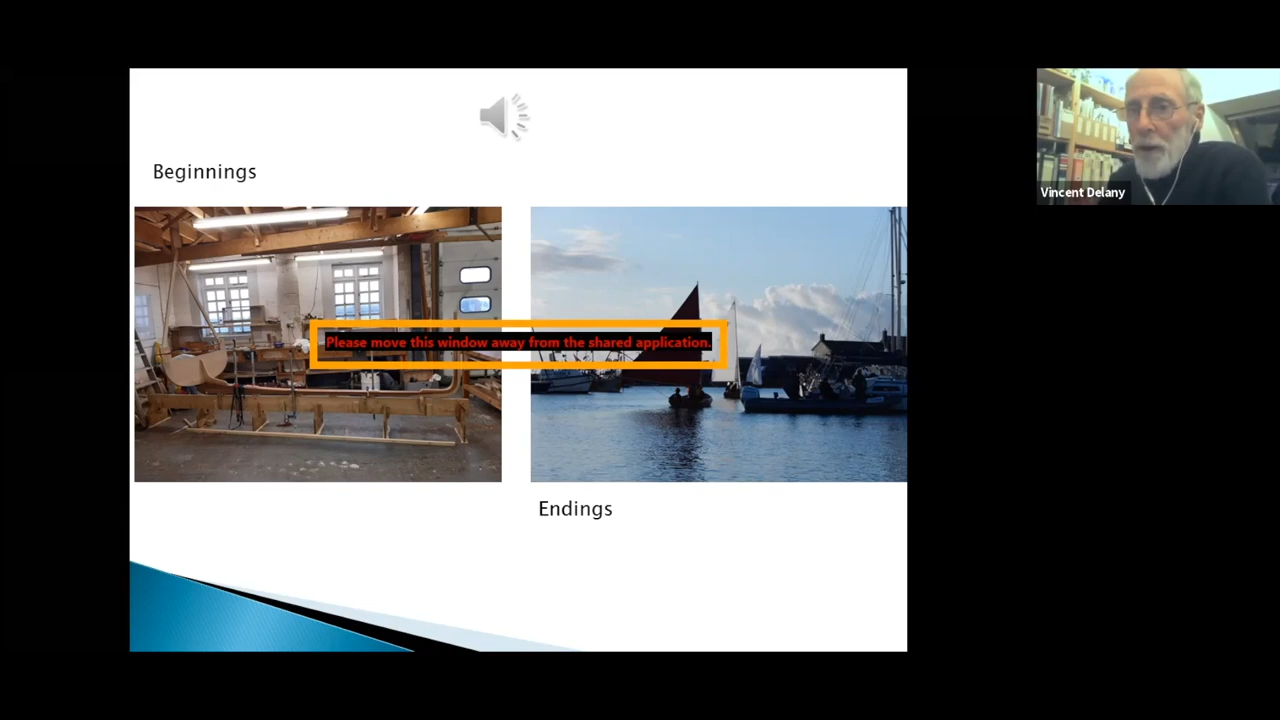 Beginnings
Please move this window away from the shared application.
Endings
Vincent Delany